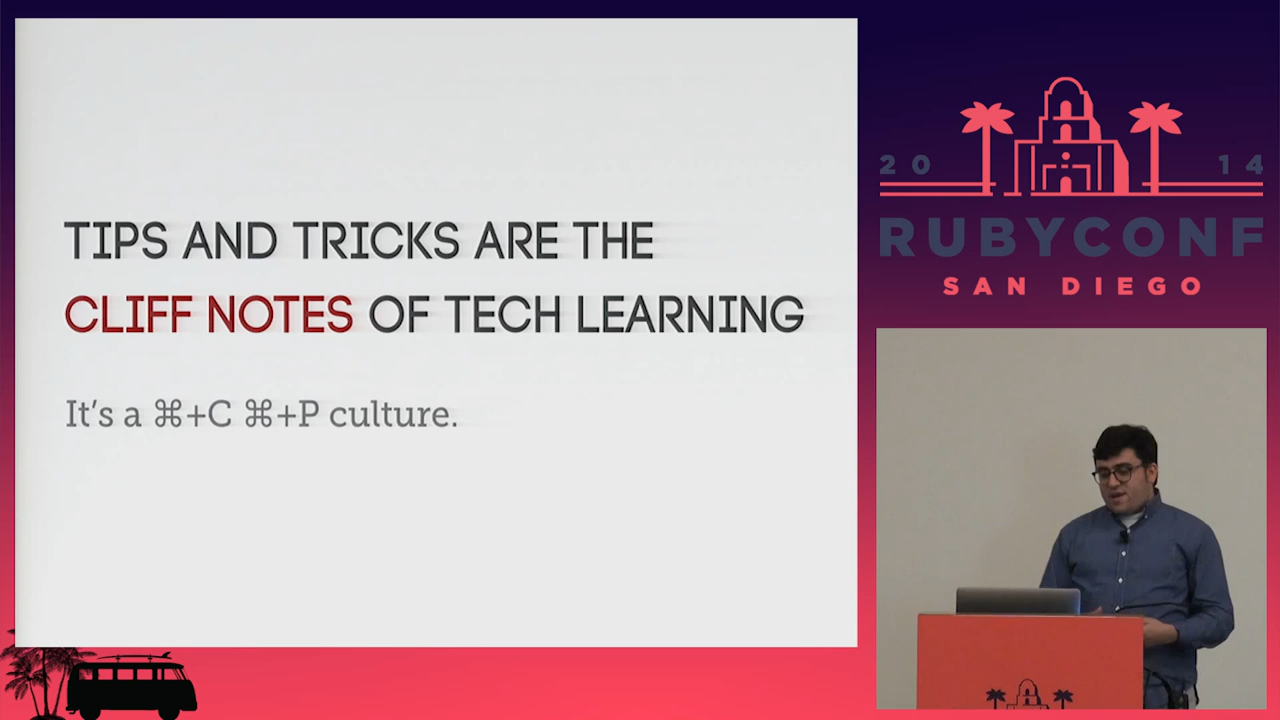 TIPS AND TRICKS ARE THE
CLIFF NOTES OF TECH LEARNING
It's a ⌘+C ⌘+P culture.
20 14
RUBYCONF
SAN DIEGO